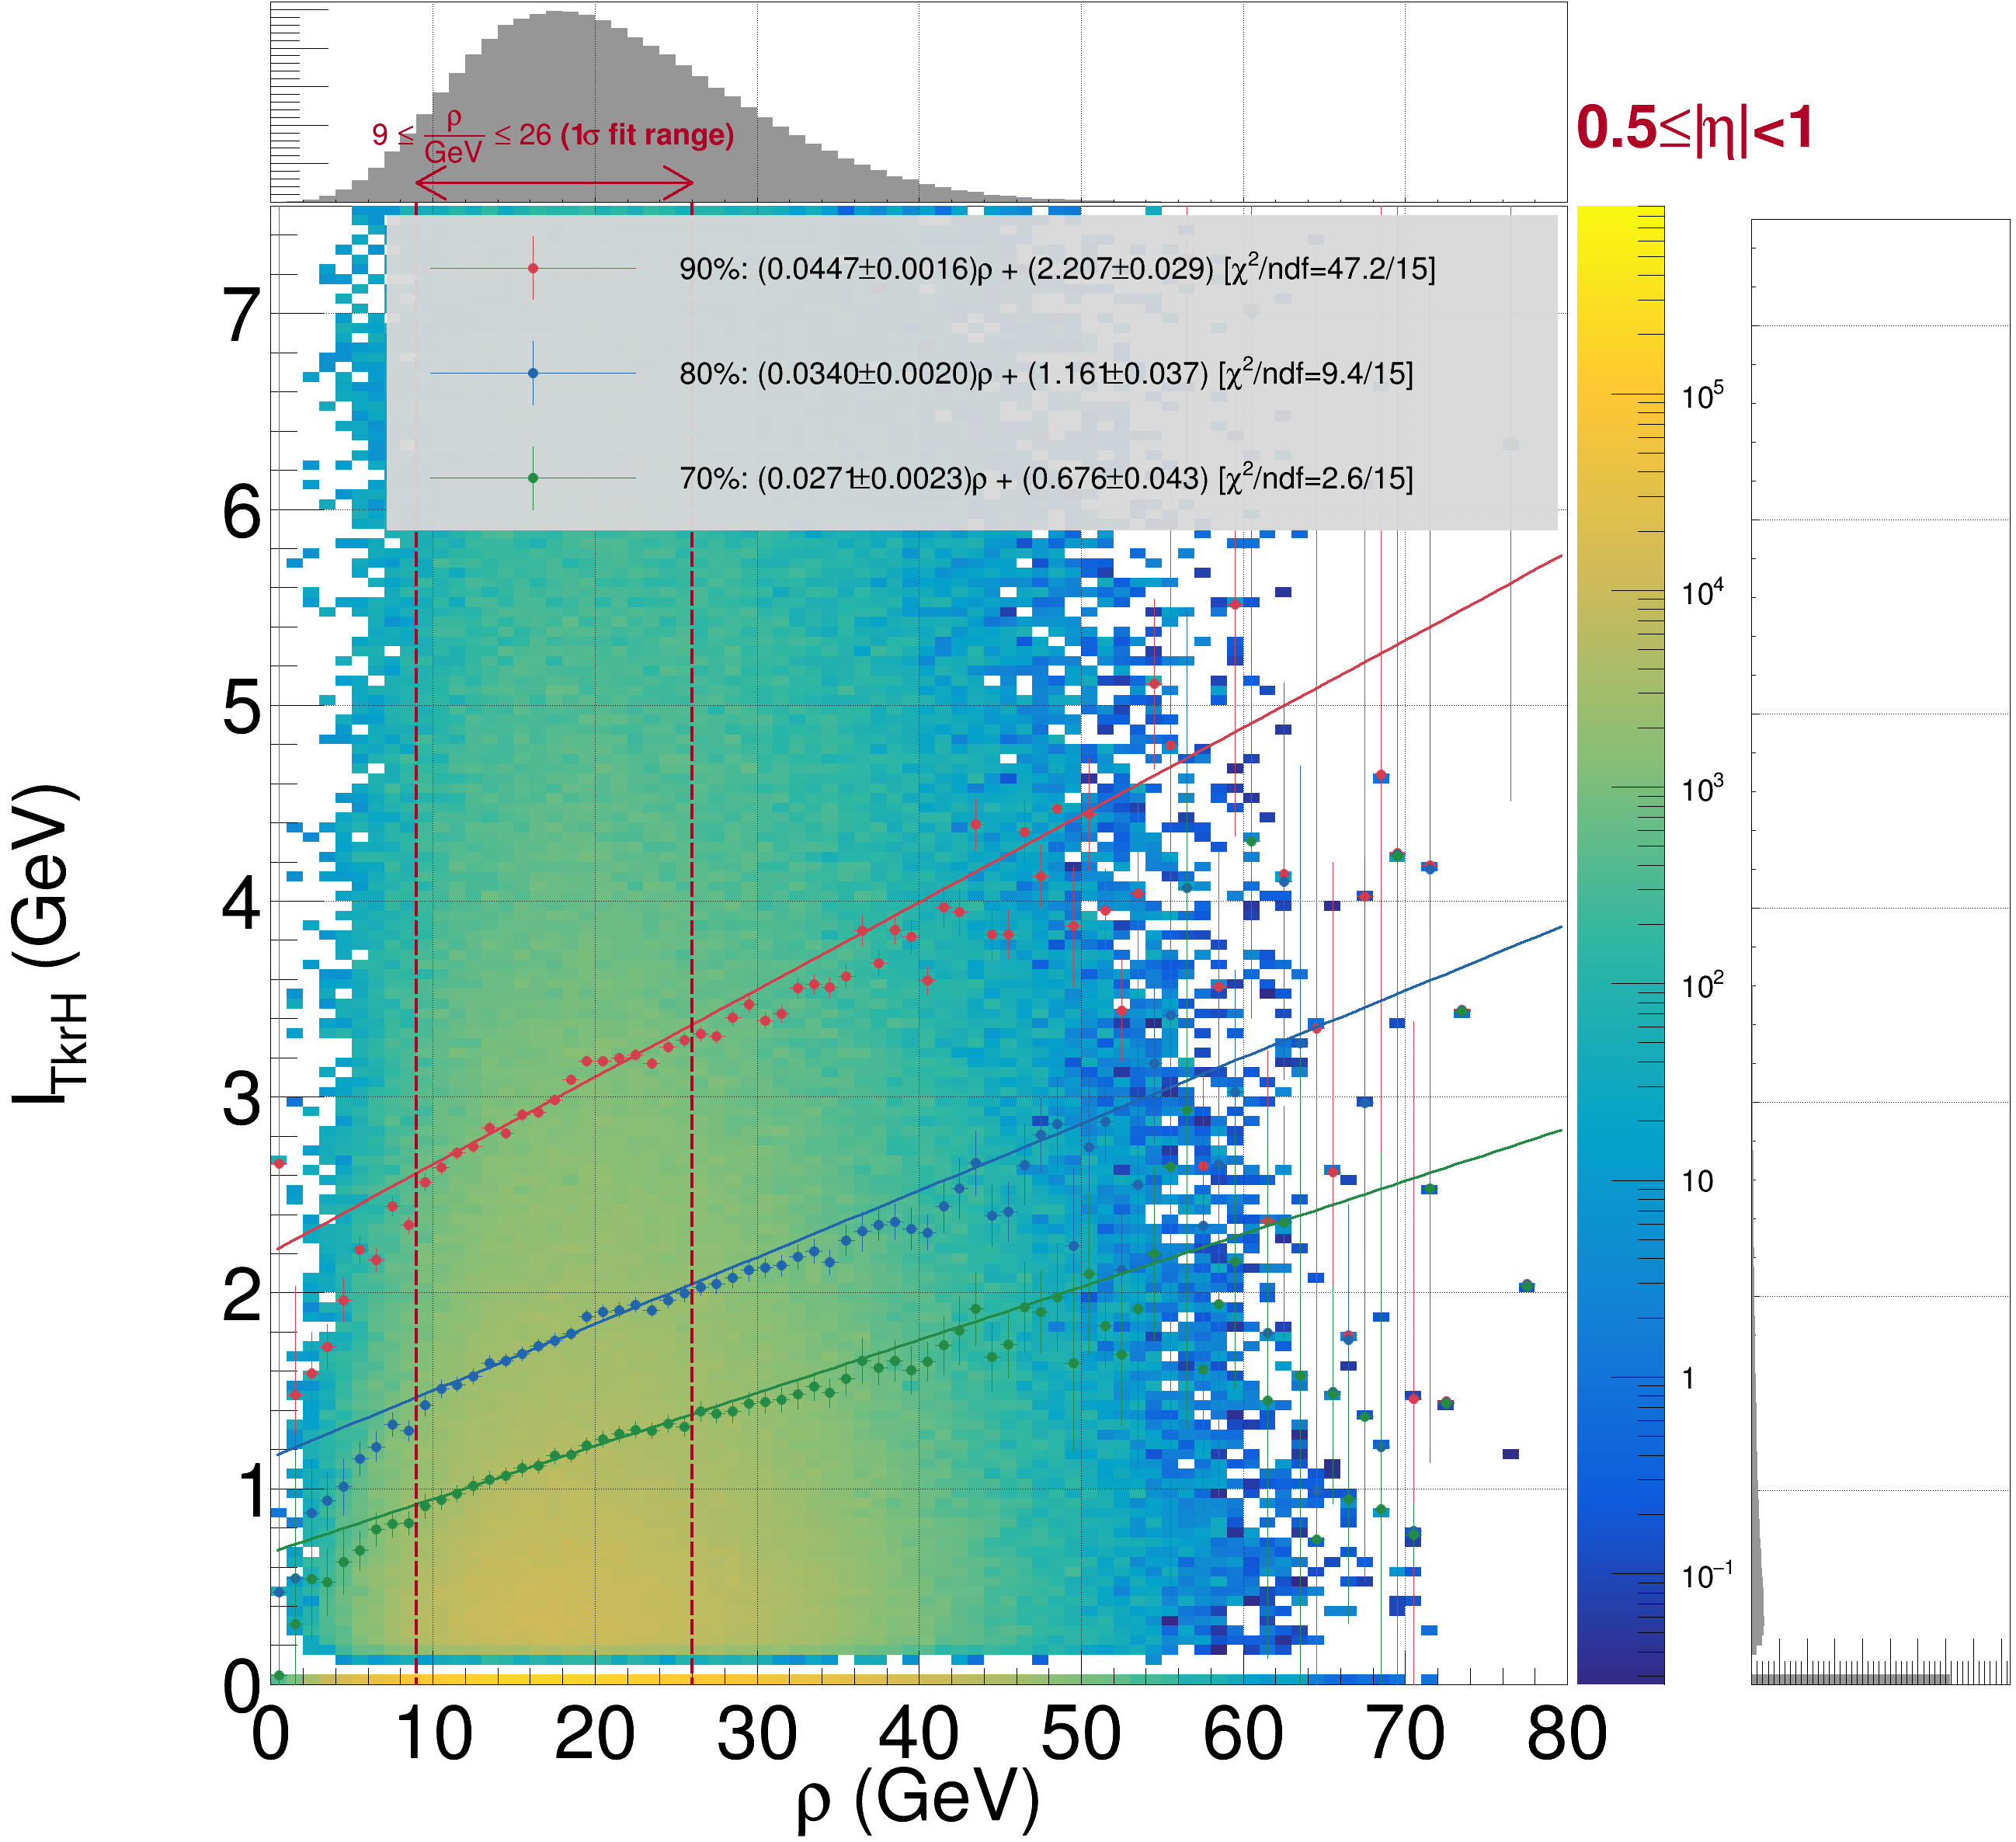 9 ≤ ρ/GeV ≤ 26 (1σ fit range)
0.5≤|η|<1
90%: (0.0447±0.0016)ρ + (2.207±0.029) [χ²/ndf=47.2/15]
80%: (0.0340±0.0020)ρ + (1.161±0.037) [χ²/ndf=9.4/15]
70%: (0.0271±0.0023)ρ + (0.676±0.043) [χ²/ndf=2.6/15]
I_TkrH (GeV)
7
6
5
4
3
2
1
0
0 10 20 30 40 50 60 70 80
ρ (GeV)
10⁵
10⁴
10³
10²
10
1
10⁻¹